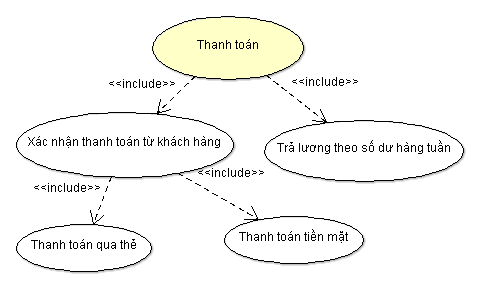 Thanh toán
<<include>>
<<include>>
Xác nhận thanh toán từ khách hàng
Trả lương theo số dư hàng tuần
<<include>>
<<include>>
Thanh toán qua thẻ
Thanh toán tiền mặt